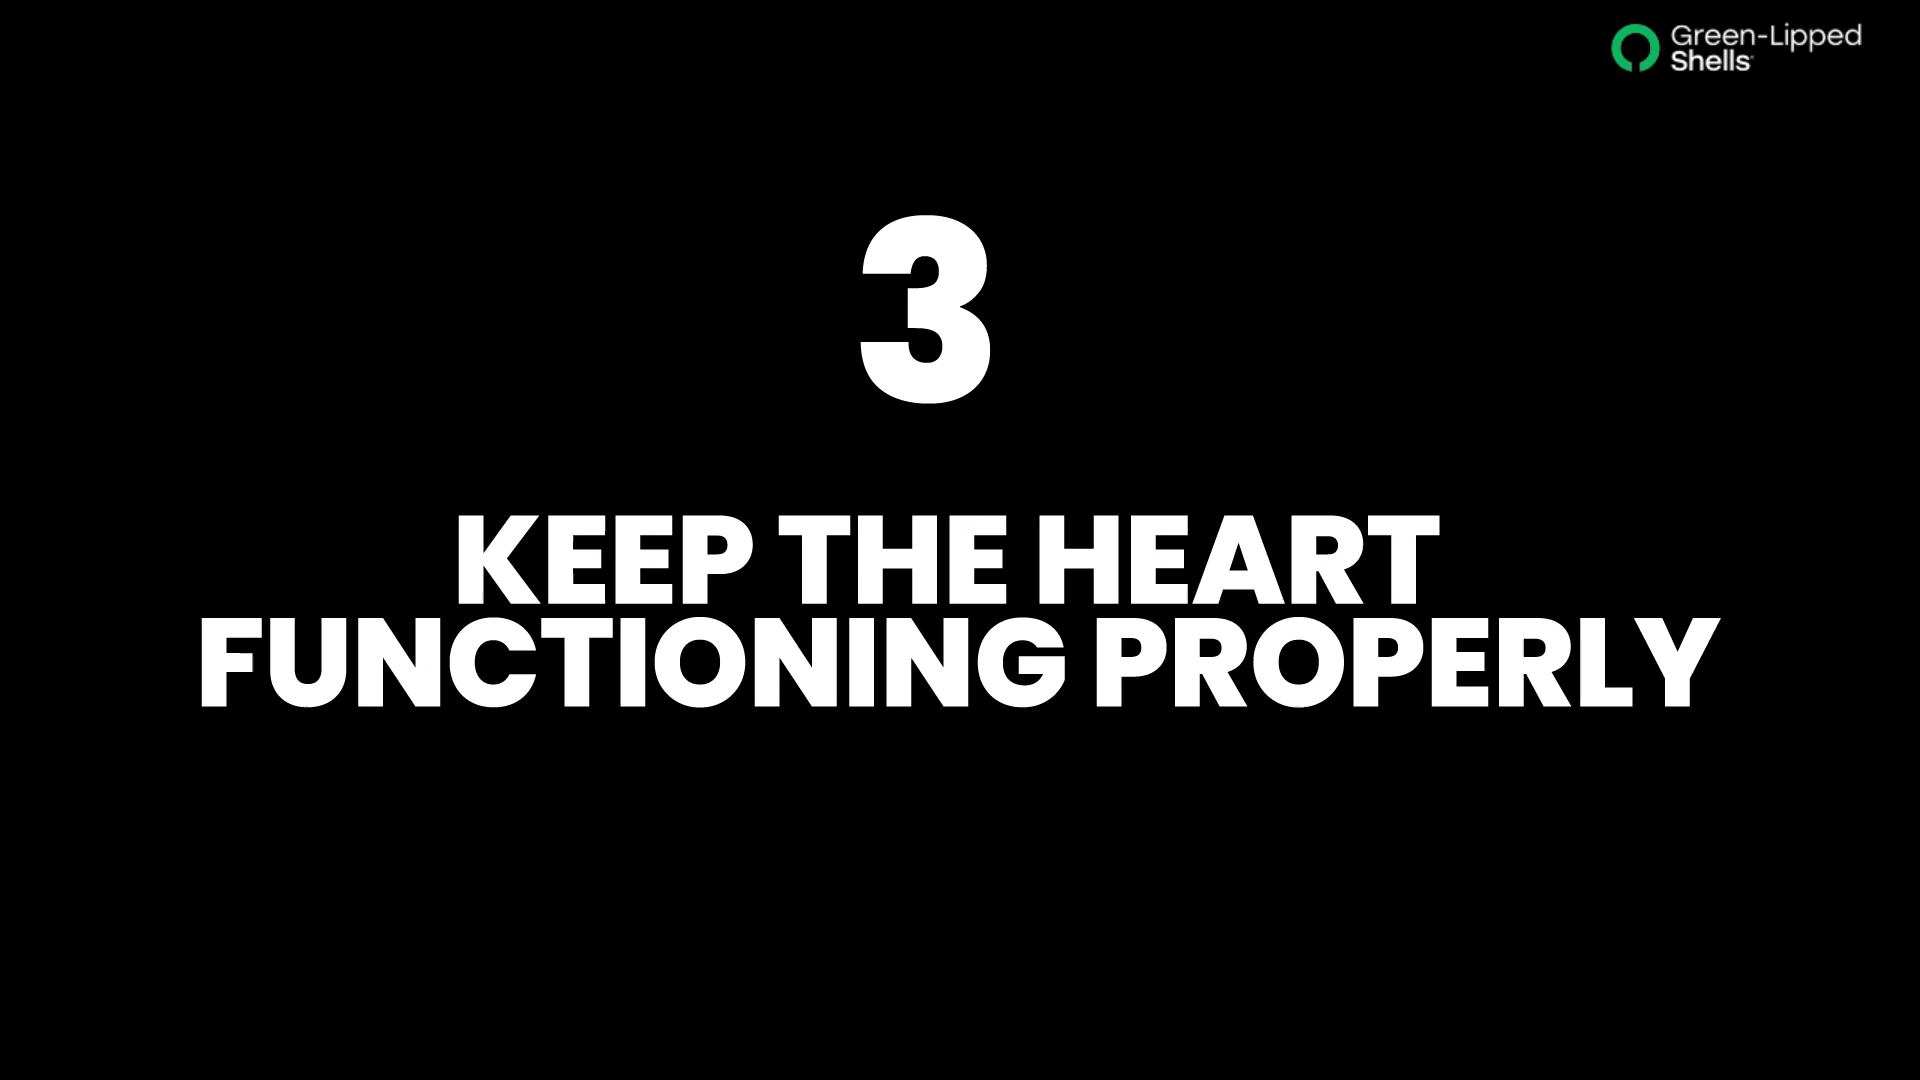 Green-Lipped
Shells
3
KEEP THE HEART
FUNCTIONING PROPERLY